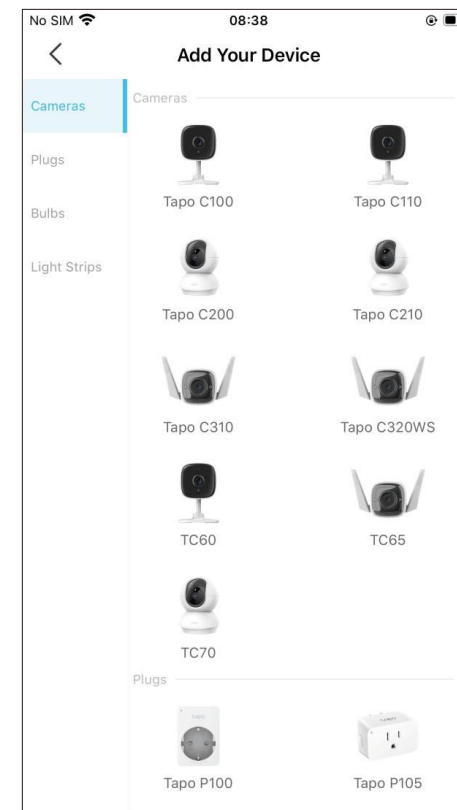 No SIM 08:38
Add Your Device
Cameras
Plugs
Bulbs
Light Strips
Cameras
Tapo C100 Tapo C110
Tapo C200 Tapo C210
Tapo C310 Tapo C320WS
TC60 TC65
TC70
Plugs
Tapo P100 Tapo P105